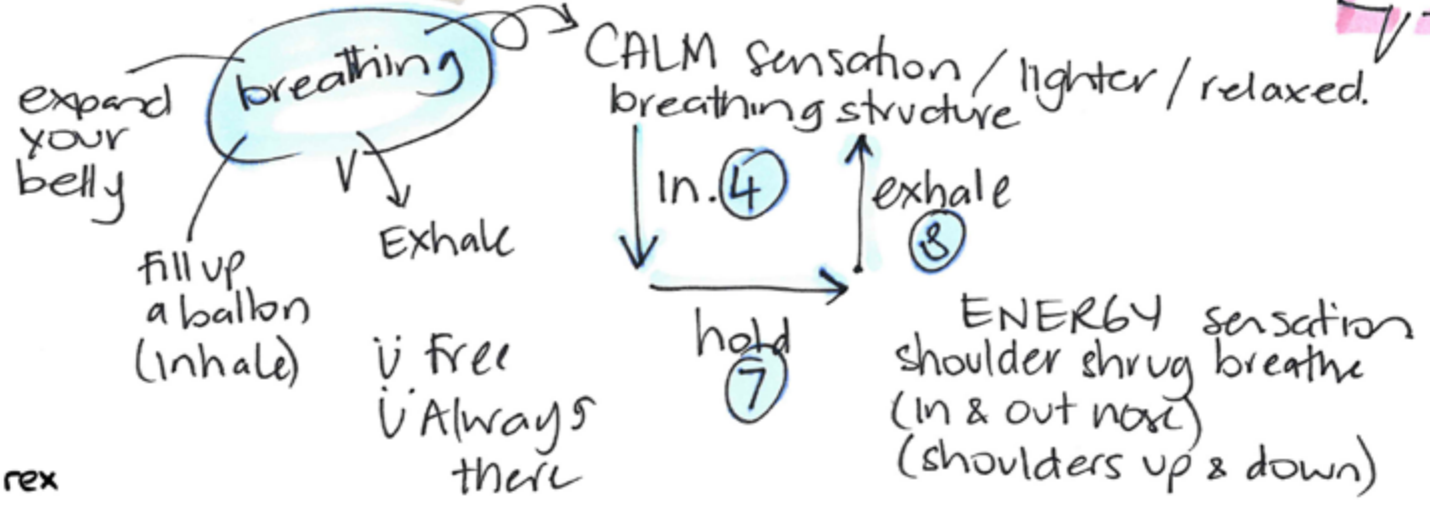 breathing
expand
your
belly
fill up
a ballon
(inhale)
Exhale
Free
Always
there
CALM sensation / lighter / relaxed.
breathing structure
In. 4
hold
7
exhale
8
ENERGY sensation
shoulder shrug breathe
(in & out nose)
(shoulders up & down)
rex